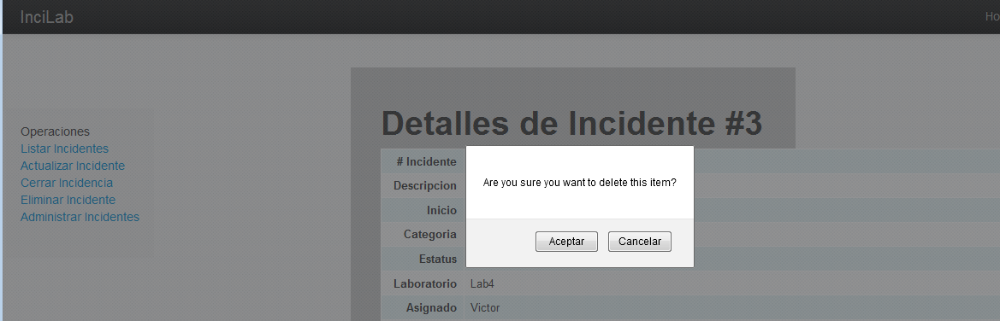 InciLab
Ho
Operaciones
Listar Incidentes
Actualizar Incidente
Cerrar Incidencia
Eliminar Incidente
Administrar Incidentes
Detalles de Incidente #3
# Incidente
Descripcion
Inicio
Categoria
Estatus
Laboratorio Lab4
Asignado Victor
Are you sure you want to delete this item?
Aceptar Cancelar